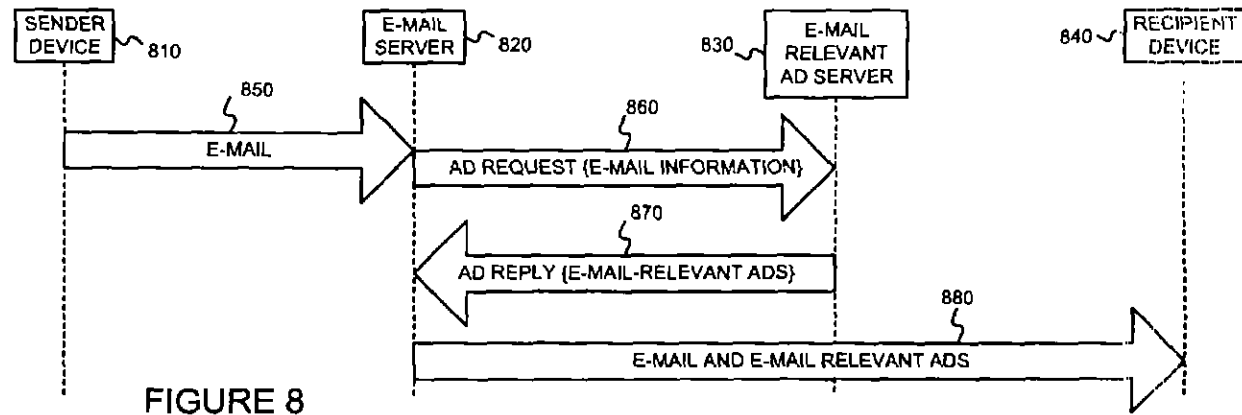 SENDER
DEVICE
810
E-MAIL
SERVER
820
830
E-MAIL
RELEVANT
AD SERVER
840
RECIPIENT
DEVICE
850
E-MAIL
860
AD REQUEST {E-MAIL INFORMATION}
870
AD REPLY {E-MAIL-RELEVANT ADS}
880
E-MAIL AND E-MAIL RELEVANT ADS
FIGURE 8